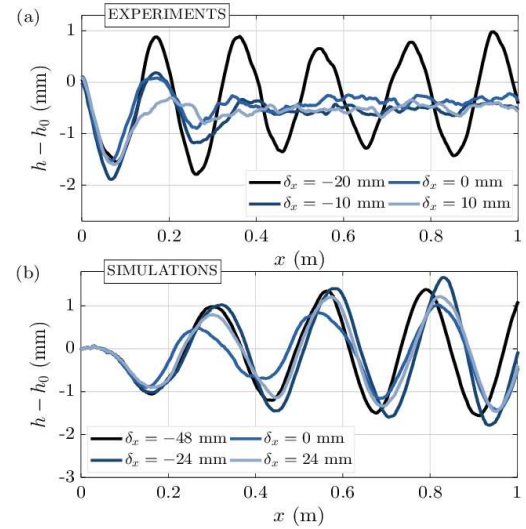 (a)
EXPERIMENTS
h − h₀ (mm)
1
0
-1
-2
δₓ = −20 mm
δₓ = 0 mm
δₓ = −10 mm
δₓ = 10 mm
0
0.2
0.4
0.6
0.8
1
x (m)
(b)
SIMULATIONS
h − h₀ (mm)
1
0
-1
-2
-3
δₓ = −48 mm
δₓ = 0 mm
δₓ = −24 mm
δₓ = 24 mm
0
0.2
0.4
0.6
0.8
1
x (m)